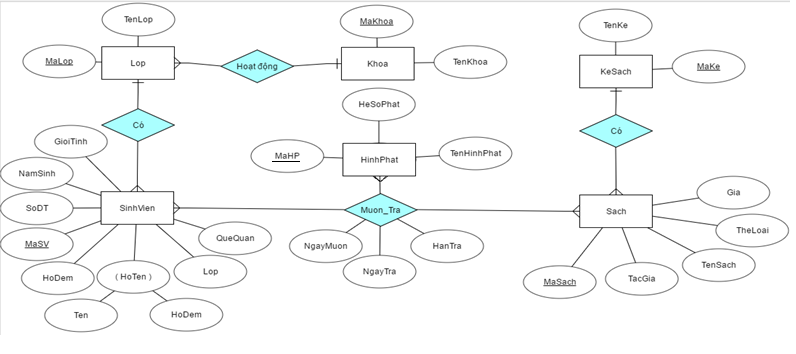 TenLop
MaKhoa
TenKe
MaLop
Lop
Hoạt động
Khoa
TenKhoa
KeSach
MaKe
HeSoPhat
Có
Có
GioiTinh
MaHP
HinhPhat
TenHinhPhat
NamSinh
Gia
SoDT
SinhVien
Muon_Tra
Sach
TheLoai
MaSV
QueQuan
NgayMuon
HanTra
TenSach
HoDem
( HoTen )
Lop
NgayTra
MaSach
TacGia
Ten
HoDem